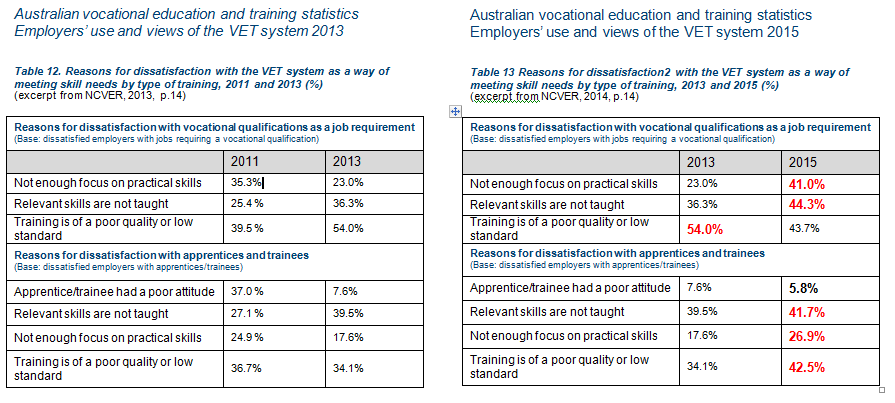 Australian vocational education and training statistics
Employers' use and views of the VET system 2013
Table 12. Reasons for dissatisfaction with the VET system as a way of
meeting skill needs by type of training, 2011 and 2013 (%)
(excerpt from NCVER, 2013, p.14)
Reasons for dissatisfaction with vocational qualifications as a job requirement
(Base: dissatisfied employers with jobs requiring a vocational qualification)
2011 2013
Not enough focus on practical skills 35.3% 23.0%
Relevant skills are not taught 25.4 % 36.3%
Training is of a poor quality or low
standard 39.5 % 54.0%
Reasons for dissatisfaction with apprentices and trainees
(Base: dissatisfied employers with apprentices/trainees)
Apprentice/trainee had a poor attitude 37.0 % 7.6%
Relevant skills are not taught 27.1 % 39.5%
Not enough focus on practical skills 24.9 % 17.6%
Training is of a poor quality or low
standard 36.7% 34.1%
Australian vocational education and training statistics
Employers' use and views of the VET system 2015
Table 13 Reasons for dissatisfaction2 with the VET system as a way of
meeting skill needs by type of training, 2013 and 2015 (%)
(excerpt from NCVER, 2014, p.14)
Reasons for dissatisfaction with vocational qualifications as a job requirement
(Base: dissatisfied employers with jobs requiring a vocational qualification)
2013 2015
Not enough focus on practical skills 23.0% 41.0%
Relevant skills are not taught 36.3% 44.3%
Training is of a poor quality or low
standard 54.0% 43.7%
Reasons for dissatisfaction with apprentices and trainees
(Base: dissatisfied employers with apprentices/trainees)
Apprentice/trainee had a poor attitude 7.6% 5.8%
Relevant skills are not taught 39.5% 41.7%
Not enough focus on practical skills 17.6% 26.9%
Training is of a poor quality or low
standard 34.1% 42.5%